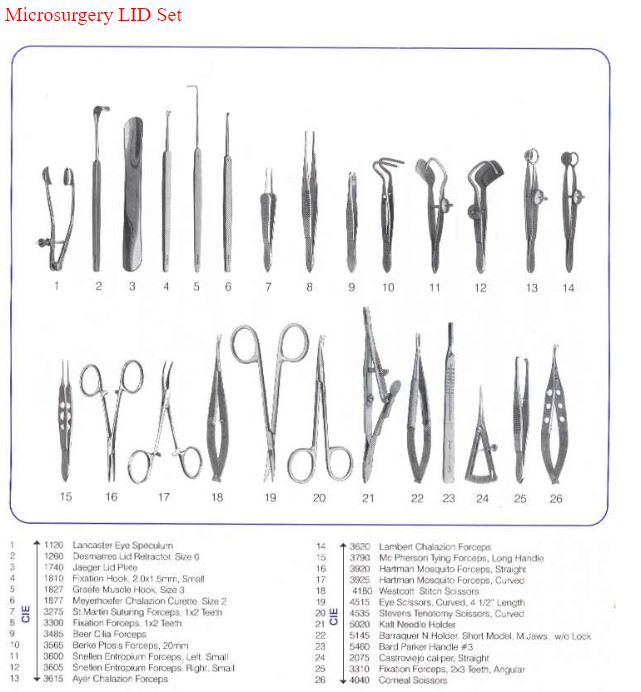 Microsurgery LID Set
1 2 3 4 5 6 7 8 9 10 11 12 13 14
15 16 17 18 19 20 21 22 23 24 25 26
CIE
1 1120 Lancaster Eye Speculum
2 1260 Desmarres Lid Retractor, Size 0
3 1740 Jaeger Lid Plate
4 1810 Fixation Hook, 2.0x1.5mm, Small
5 1827 Graefe Muscle Hook, Size 3
6 1877 Meyerhoefer Chalazion Curette, Size 2
7 3275 St.Martin Suturing Forceps, 1x2 Teeth
8 3300 Fixation Forceps, 1x2 Teeth
9 3485 Beer Cilia Forceps
10 3565 Berke Ptosis Forceps, 20mm
11 3600 Snellen Entropium Forceps, Left, Small
12 3605 Snellen Entropium Forceps, Right, Small
13 3615 Ayer Chalazion Forceps
CIE
14 3620 Lambert Chalazion Forceps
15 3790 Mc Pherson Tying Forceps, Long Handle
16 3920 Hartman Mosquito Forceps, Straight
17 3925 Hartman Mosquito Forceps, Curved
18 4180 Westcott Stitch Scissors
19 4515 Eye Scissors, Curved, 4 1/2" Length
20 4535 Stevens Tenotomy Scissors, Curved
21 5020 Kalt Needle Holder
22 5145 Barraquer N.Holder, Short Model, M.Jaws, w/o Lock
23 5460 Bard Parker Handle #3
24 2075 Castroviejo caliper, Straight
25 3310 Fixation Forceps, 2x3 Teeth, Angular
26 4040 Corneal Scissors